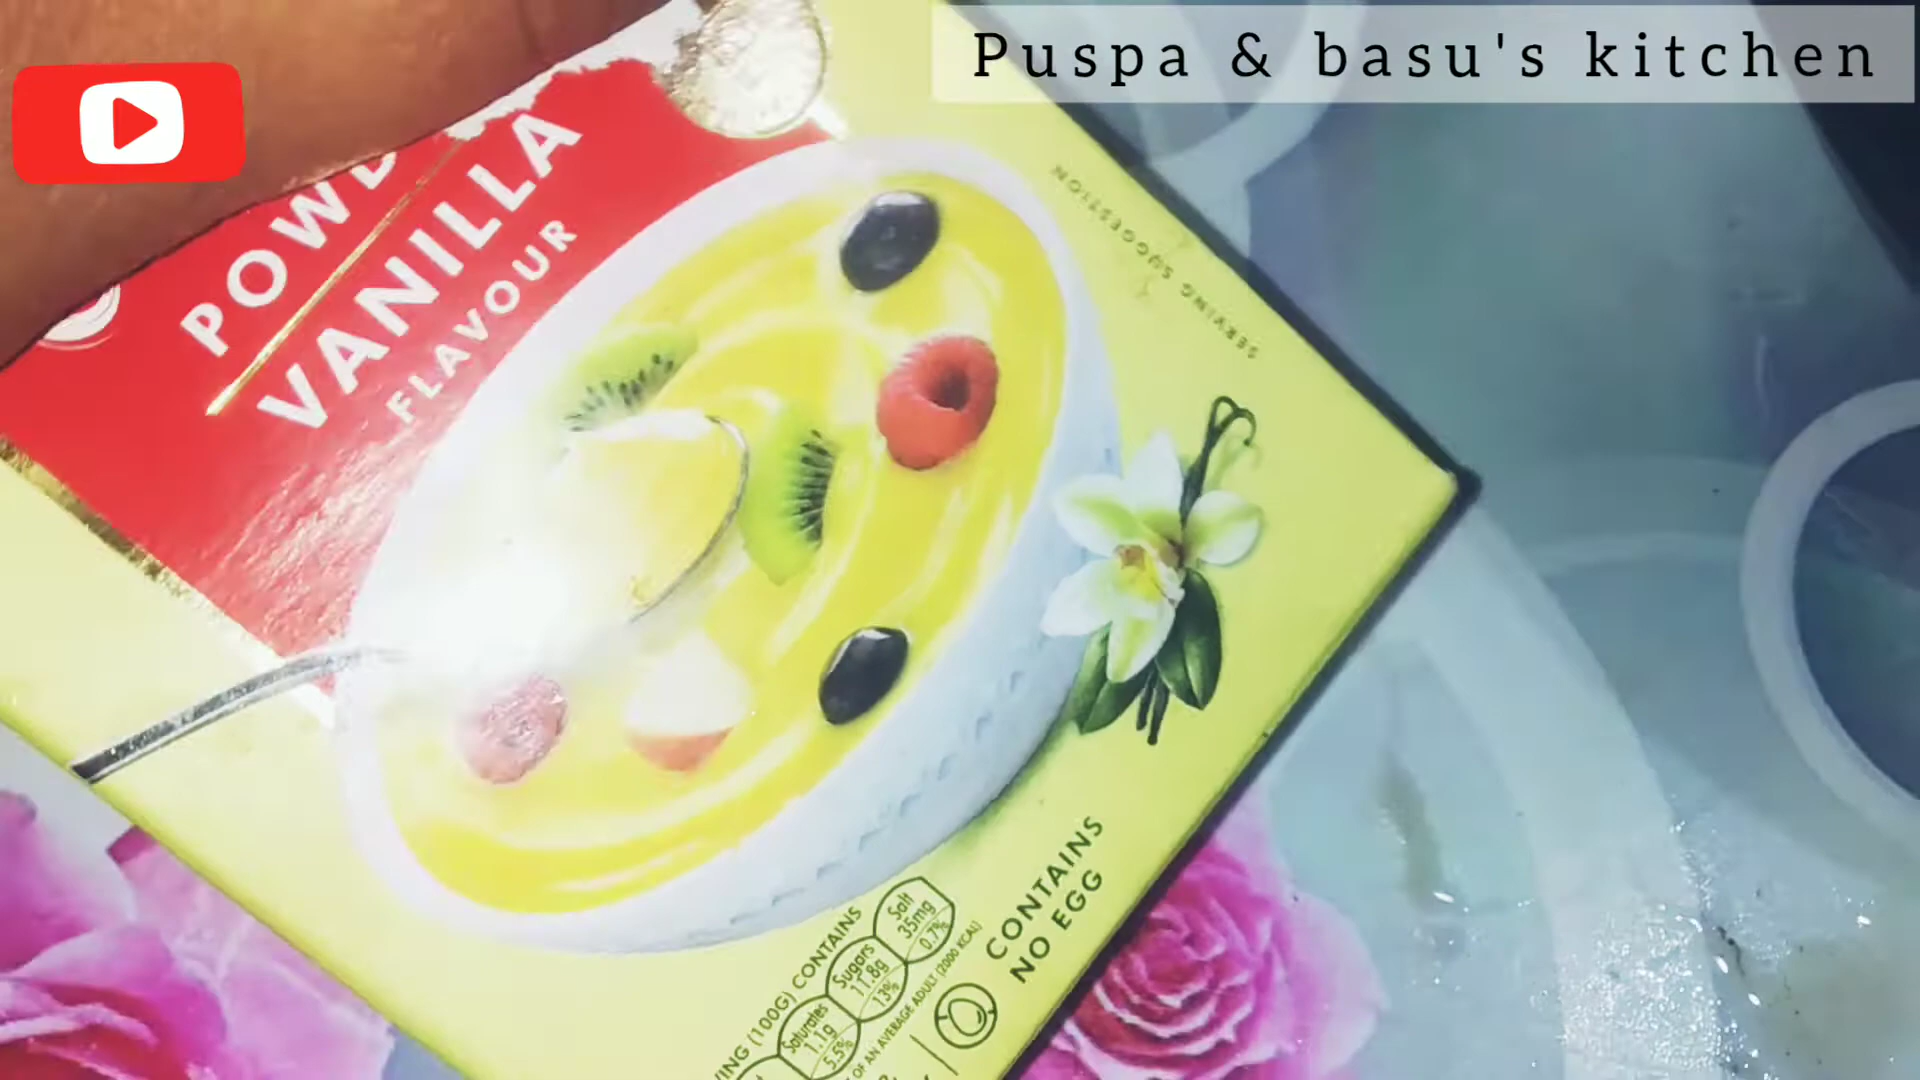 Puspa & basu's kitchen
VANILLA
FLAVOUR
SERVING SUGGESTION
CONTAINS
NO EGG
(100G) CONTAINS
Salt
35mg
0.7%
Sugars
11.8g
13%
Saturates
1.1g
5.5%
OF AN AVERAGE ADULT (2000 KCAL)